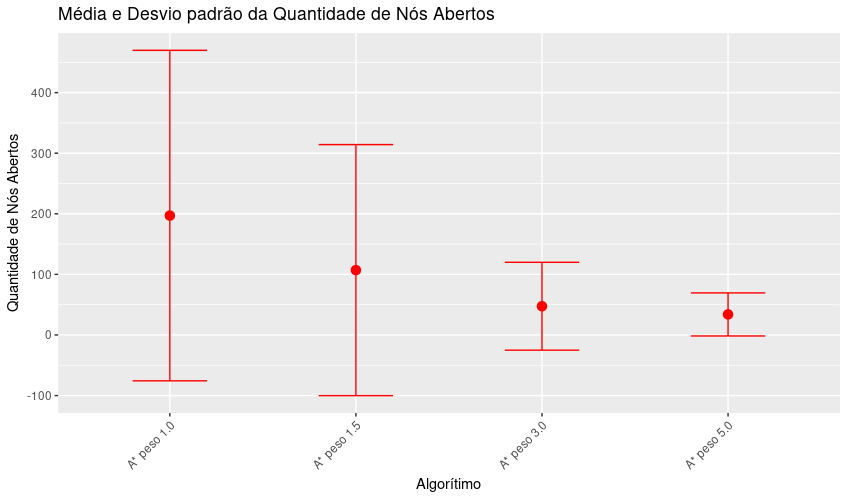 Média e Desvio padrão da Quantidade de Nós Abertos
Quantidade de Nós Abertos
400
300
200
100
0
-100
A* peso 1.0
A* peso 1.5
A* peso 3.0
A* peso 5.0
Algorítimo